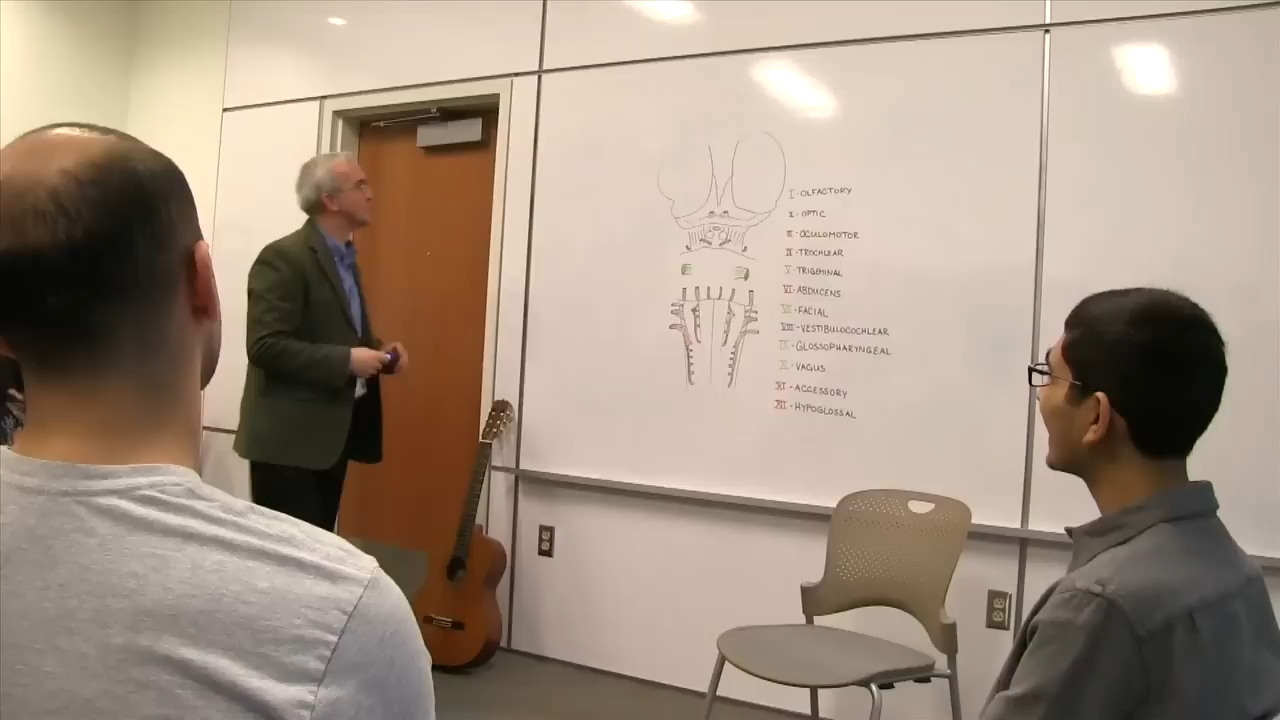 I - OLFACTORY
II - OPTIC
III - OCULOMOTOR
IV - TROCHLEAR
V - TRIGEMINAL
VI - ABDUCENS
VII - FACIAL
VIII - VESTIBULOCOCHLEAR
IX - GLOSSOPHARYNGEAL
X - VAGUS
XI - ACCESSORY
XII - HYPOGLOSSAL